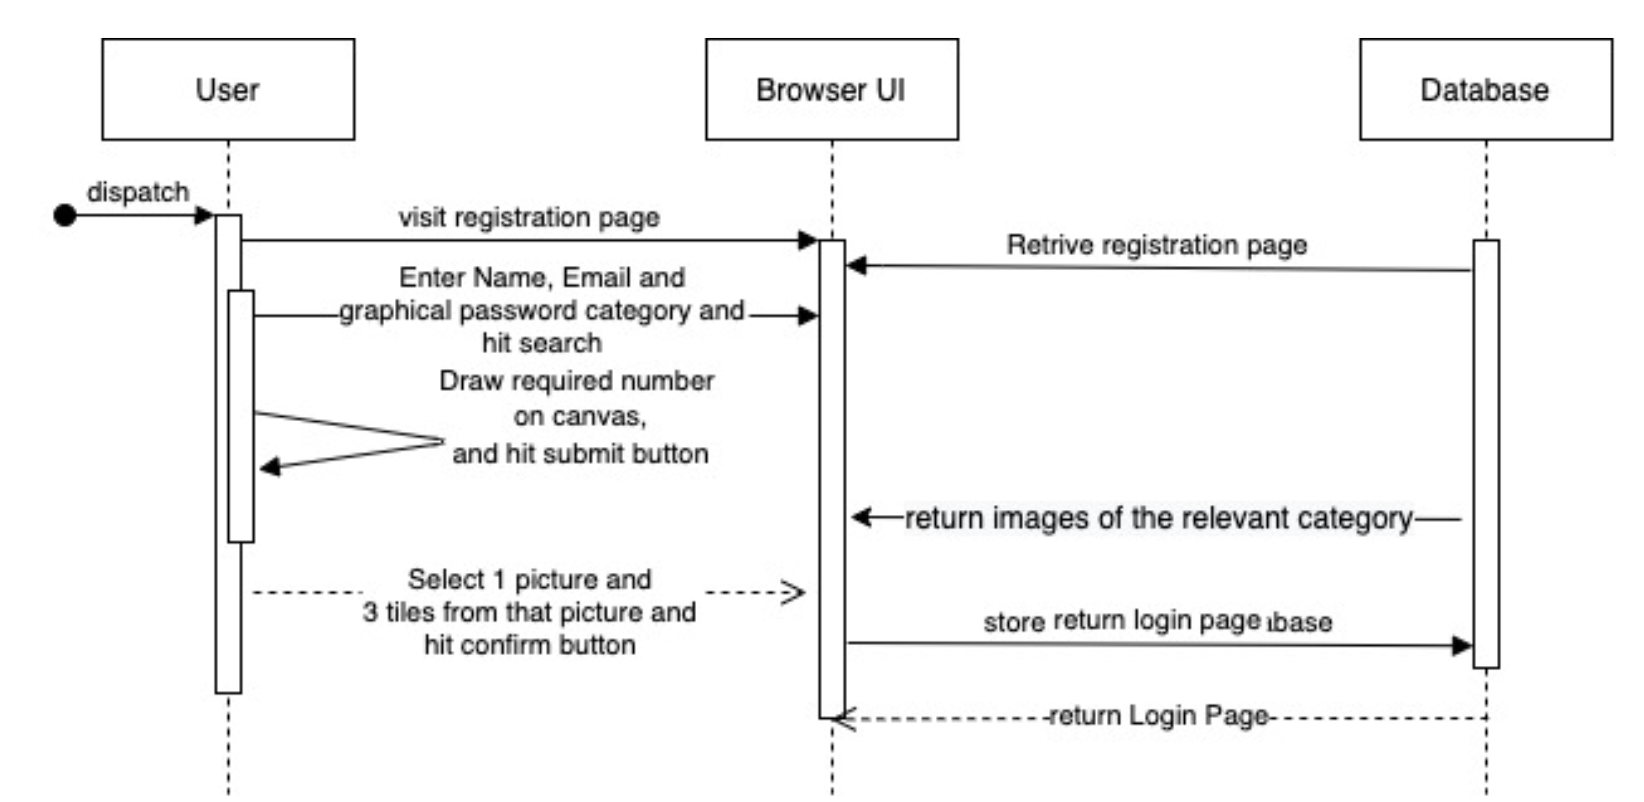 User
Browser UI
Database
dispatch
visit registration page
Retrive registration page
Enter Name, Email and
graphical password category and
hit search
Draw required number
on canvas,
and hit submit button
return images of the relevant category
Select 1 picture and
3 tiles from that picture and
hit confirm button
store return login page base
return Login Page